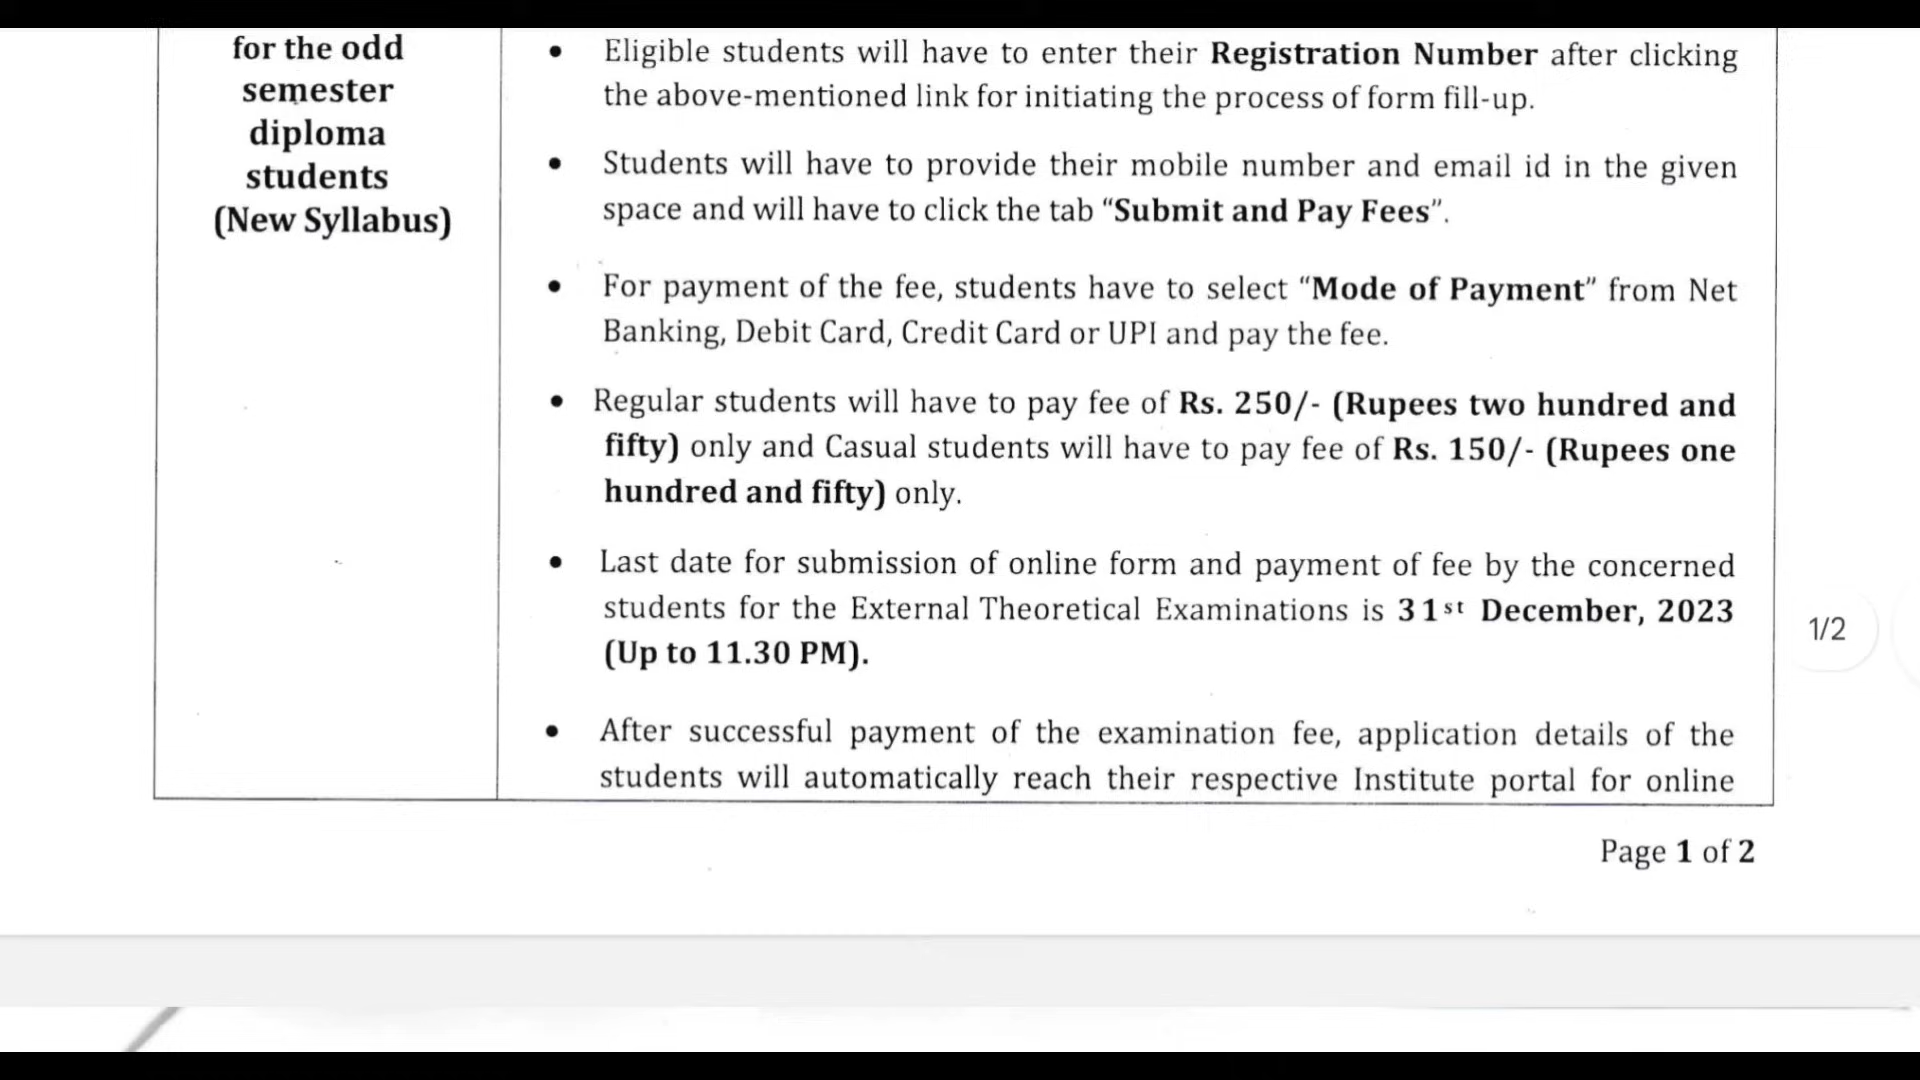 for the odd
semester
diploma
students
(New Syllabus)
• Eligible students will have to enter their Registration Number after clicking
the above-mentioned link for initiating the process of form fill-up.
• Students will have to provide their mobile number and email id in the given
space and will have to click the tab “Submit and Pay Fees”.
• For payment of the fee, students have to select “Mode of Payment” from Net
Banking, Debit Card, Credit Card or UPI and pay the fee.
• Regular students will have to pay fee of Rs. 250/- (Rupees two hundred and
fifty) only and Casual students will have to pay fee of Rs. 150/- (Rupees one
hundred and fifty) only.
• Last date for submission of online form and payment of fee by the concerned
students for the External Theoretical Examinations is 31st December, 2023
(Up to 11.30 PM).
• After successful payment of the examination fee, application details of the
students will automatically reach their respective Institute portal for online
1/2
Page 1 of 2